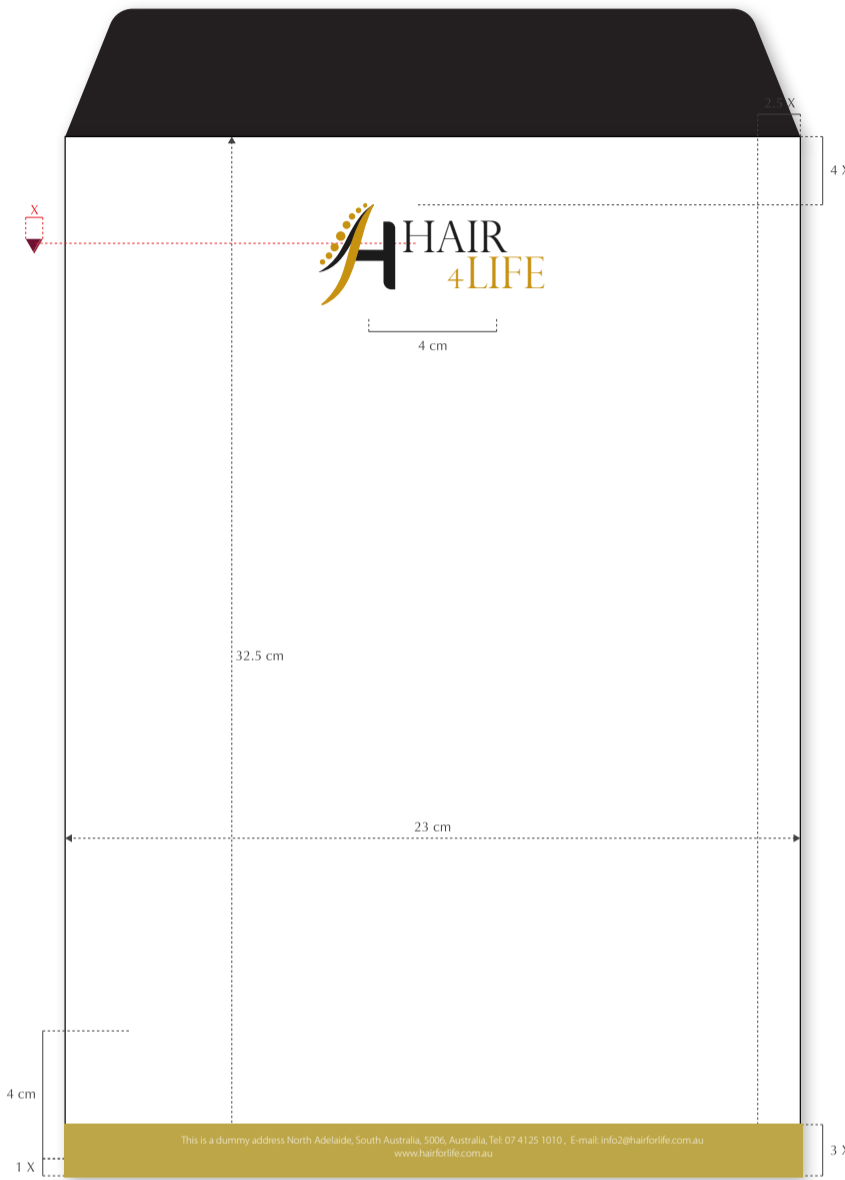 2.5 X
4 X
X
HAIR
4 LIFE
4 cm
32.5 cm
23 cm
4 cm
This is a dummy address North Adelaide, South Australia, 5006, Australia, Tel: 07 4125 1010 , E-mail: info2@hairforlife.com.au
www.hairforlife.com.au
3 X
1 X